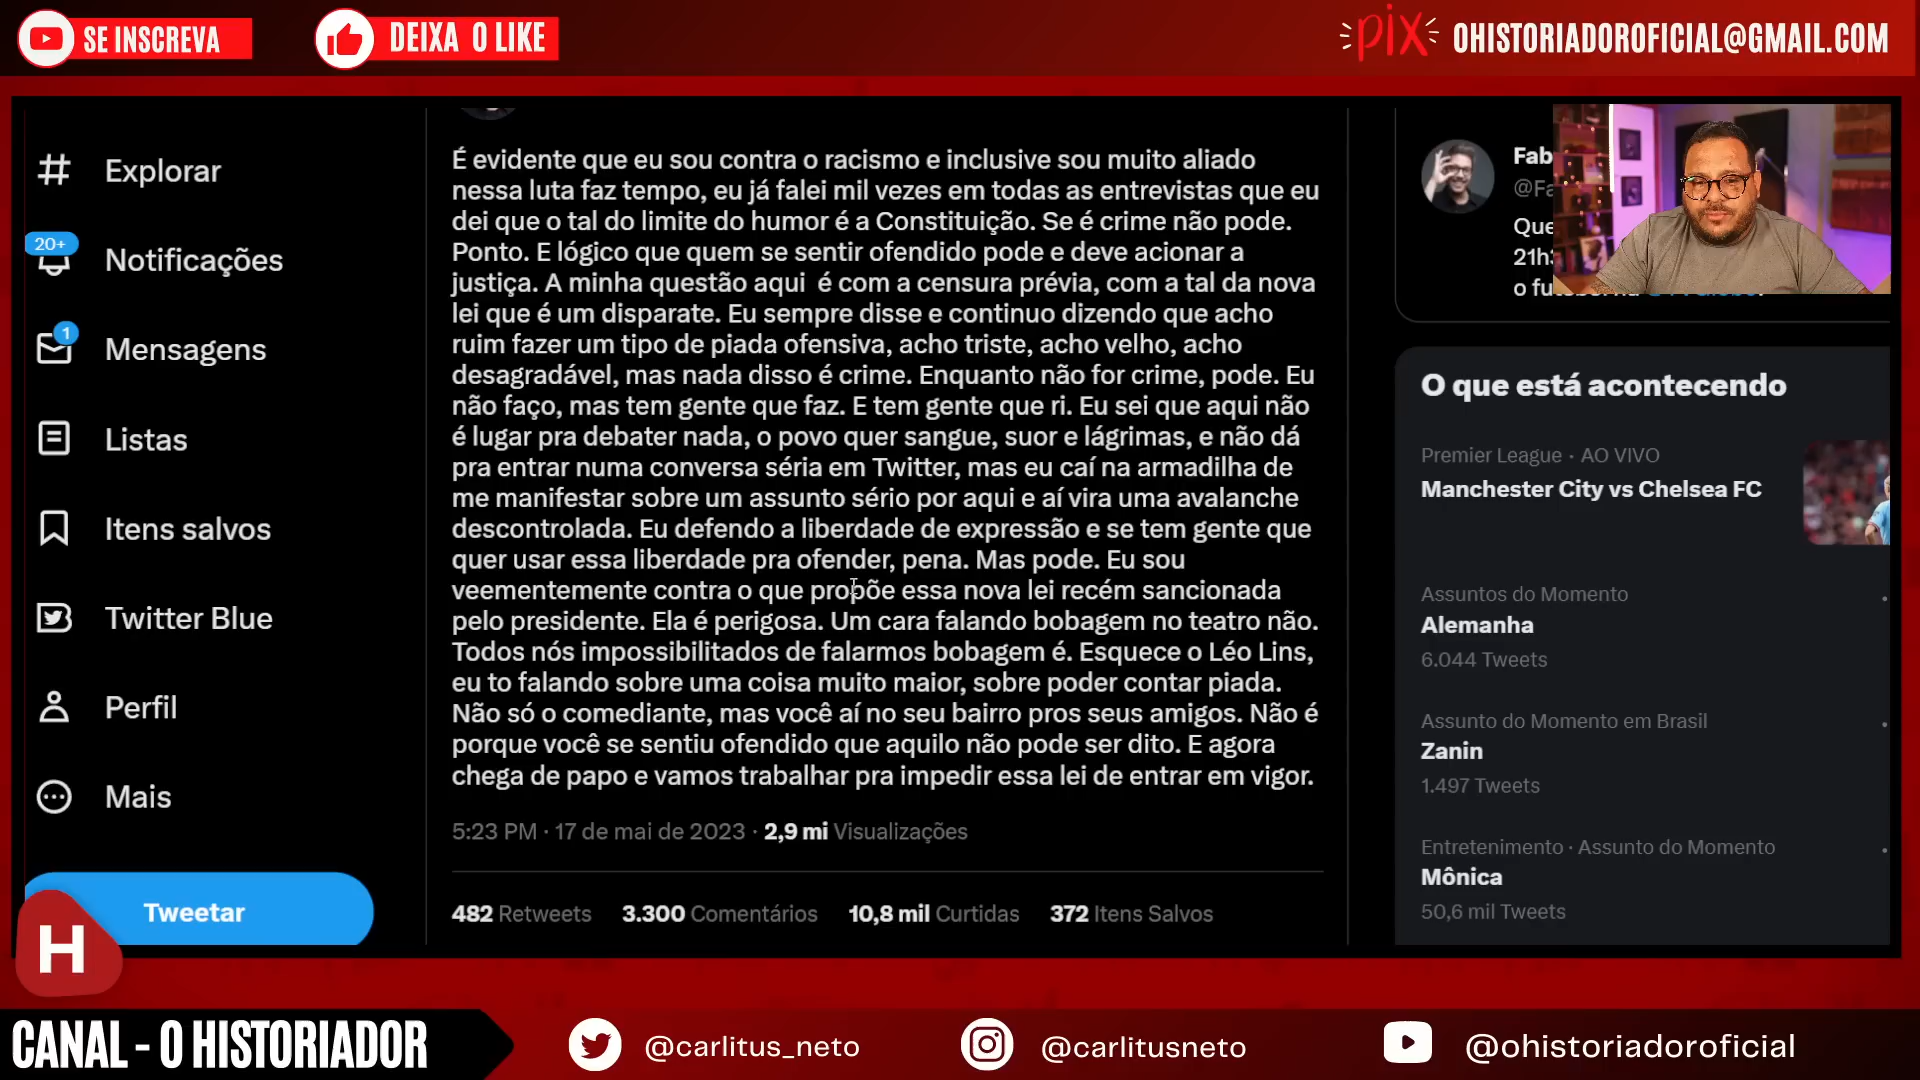 SE INSCREVA
DEIXA O LIKE
PIX
OHISTORIADOROFICIAL@GMAIL.COM
Explorar
20+
Notificações
1
Mensagens
Listas
Itens salvos
Twitter Blue
Perfil
Mais
Tweetar
É evidente que eu sou contra o racismo e inclusive sou muito aliado
nessa luta faz tempo, eu já falei mil vezes em todas as entrevistas que eu
dei que o tal do limite do humor é a Constituição. Se é crime não pode.
Ponto. E lógico que quem se sentir ofendido pode e deve acionar a
justiça. A minha questão aqui  é com a censura prévia, com a tal da nova
lei que é um disparate. Eu sempre disse e continuo dizendo que acho
ruim fazer um tipo de piada ofensiva, acho triste, acho velho, acho
desagradável, mas nada disso é crime. Enquanto não for crime, pode. Eu
não faço, mas tem gente que faz. E tem gente que ri. Eu sei que aqui não
é lugar pra debater nada, o povo quer sangue, suor e lágrimas, e não dá
pra entrar numa conversa séria em Twitter, mas eu caí na armadilha de
me manifestar sobre um assunto sério por aqui e aí vira uma avalanche
descontrolada. Eu defendo a liberdade de expressão e se tem gente que
quer usar essa liberdade pra ofender, pena. Mas pode. Eu sou
veementemente contra o que propõe essa nova lei recém sancionada
pelo presidente. Ela é perigosa. Um cara falando bobagem no teatro não.
Todos nós impossibilitados de falarmos bobagem é. Esquece o Léo Lins,
eu to falando sobre uma coisa muito maior, sobre poder contar piada.
Não só o comediante, mas você aí no seu bairro pros seus amigos. Não é
porque você se sentiu ofendido que aquilo não pode ser dito. E agora
chega de papo e vamos trabalhar pra impedir essa lei de entrar em vigor.
5:23 PM · 17 de mai de 2023 · 2,9 mi Visualizações
482 Retweets 3.300 Comentários 10,8 mil Curtidas 372 Itens Salvos
Fab
@Fa
Que
21h
o fu
O que está acontecendo
Premier League · AO VIVO
Manchester City vs Chelsea FC
Assuntos do Momento
Alemanha
6.044 Tweets
Assunto do Momento em Brasil
Zanin
1.497 Tweets
Entretenimento · Assunto do Momento
Mônica
50,6 mil Tweets
H
CANAL - O HISTORIADOR
@carlitus_neto
@carlitusneto
@ohistoriadoroficial